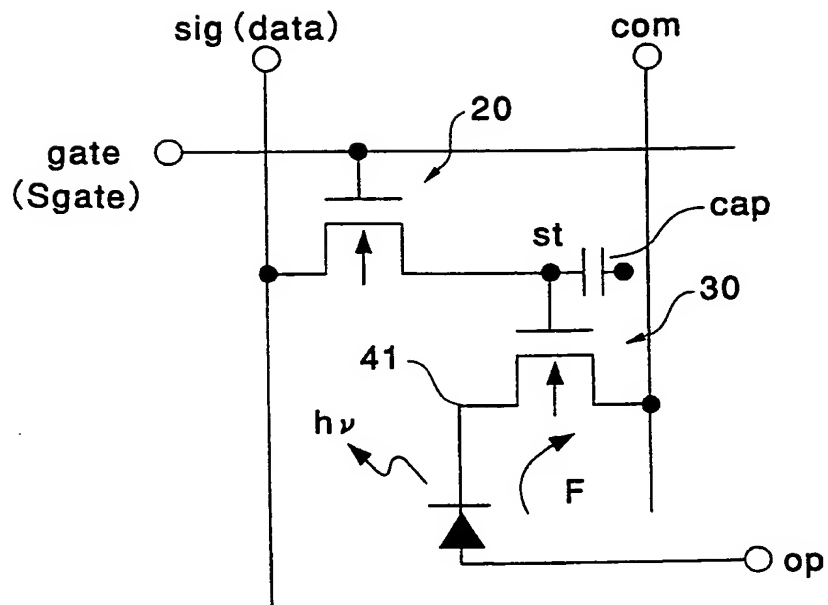 sig (data)
com
20
gate
(Sgate)
cap
st
30
41
hν
F
op